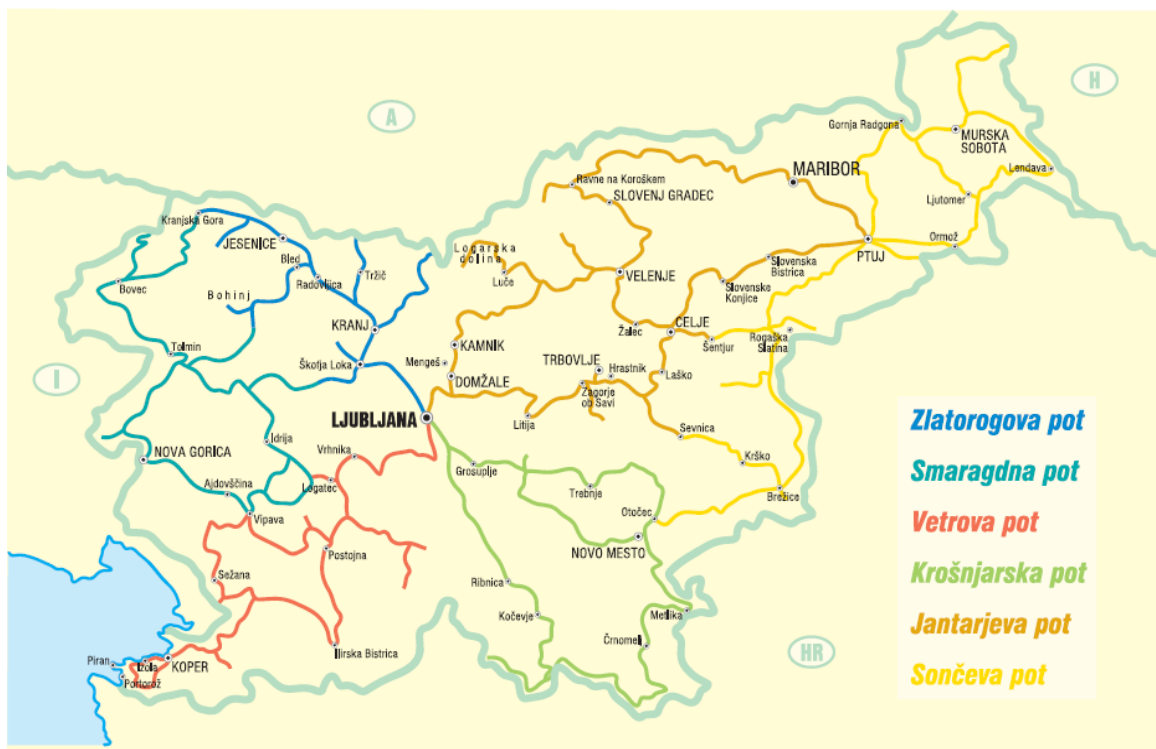 A
H
I
HR
Gornja Radgona
MURSKA
SOBOTA
Lendava
Ljutomer
Ormož
PTUJ
MARIBOR
Ravne na Koroškem
SLOVENJ GRADEC
Kranjska Gora
JESENICE
Bled
Radovljica
Tržič
Bohinj
Bovec
Logarska
dolina
Luče
VELENJE
Slovenska
Bistrica
Slovenske
Konjice
KRANJ
Žalec
CELJE
Šentjur
Rogaška
Slatina
Tolmin
Škofja Loka
Mengeš
KAMNIK
DOMŽALE
TRBOVLJE
Hrastnik
Zagorje
ob Savi
Laško
LJUBLJANA
Litija
Sevnica
Krško
Brežice
NOVA GORICA
Idrija
Vrhnika
Logatec
Ajdovščina
Vipava
Grosuplje
Trebnje
Otočec
NOVO MESTO
Postojna
Sežana
Ribnica
Kočevje
Metlika
Črnomelj
Ilirska Bistrica
Piran
Izola
KOPER
Portorož
Zlatorogova pot
Smaragdna pot
Vetrova pot
Krošnjarska pot
Jantarjeva pot
Sončeva pot